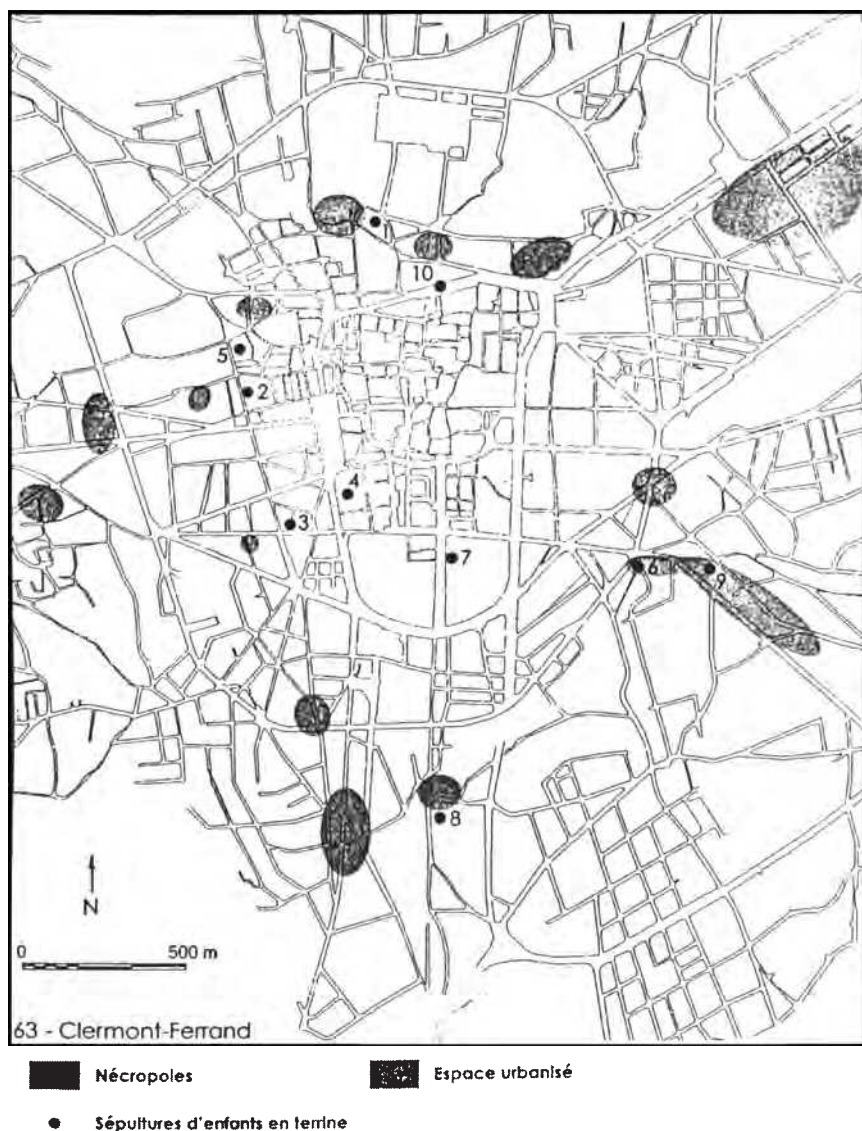 10
5
2
4
3
7
6
9
8
N
0 500 m
63 - Clermont-Ferrand
Nécropoles Espace urbanisé
Sépultures d'enfants en terrine